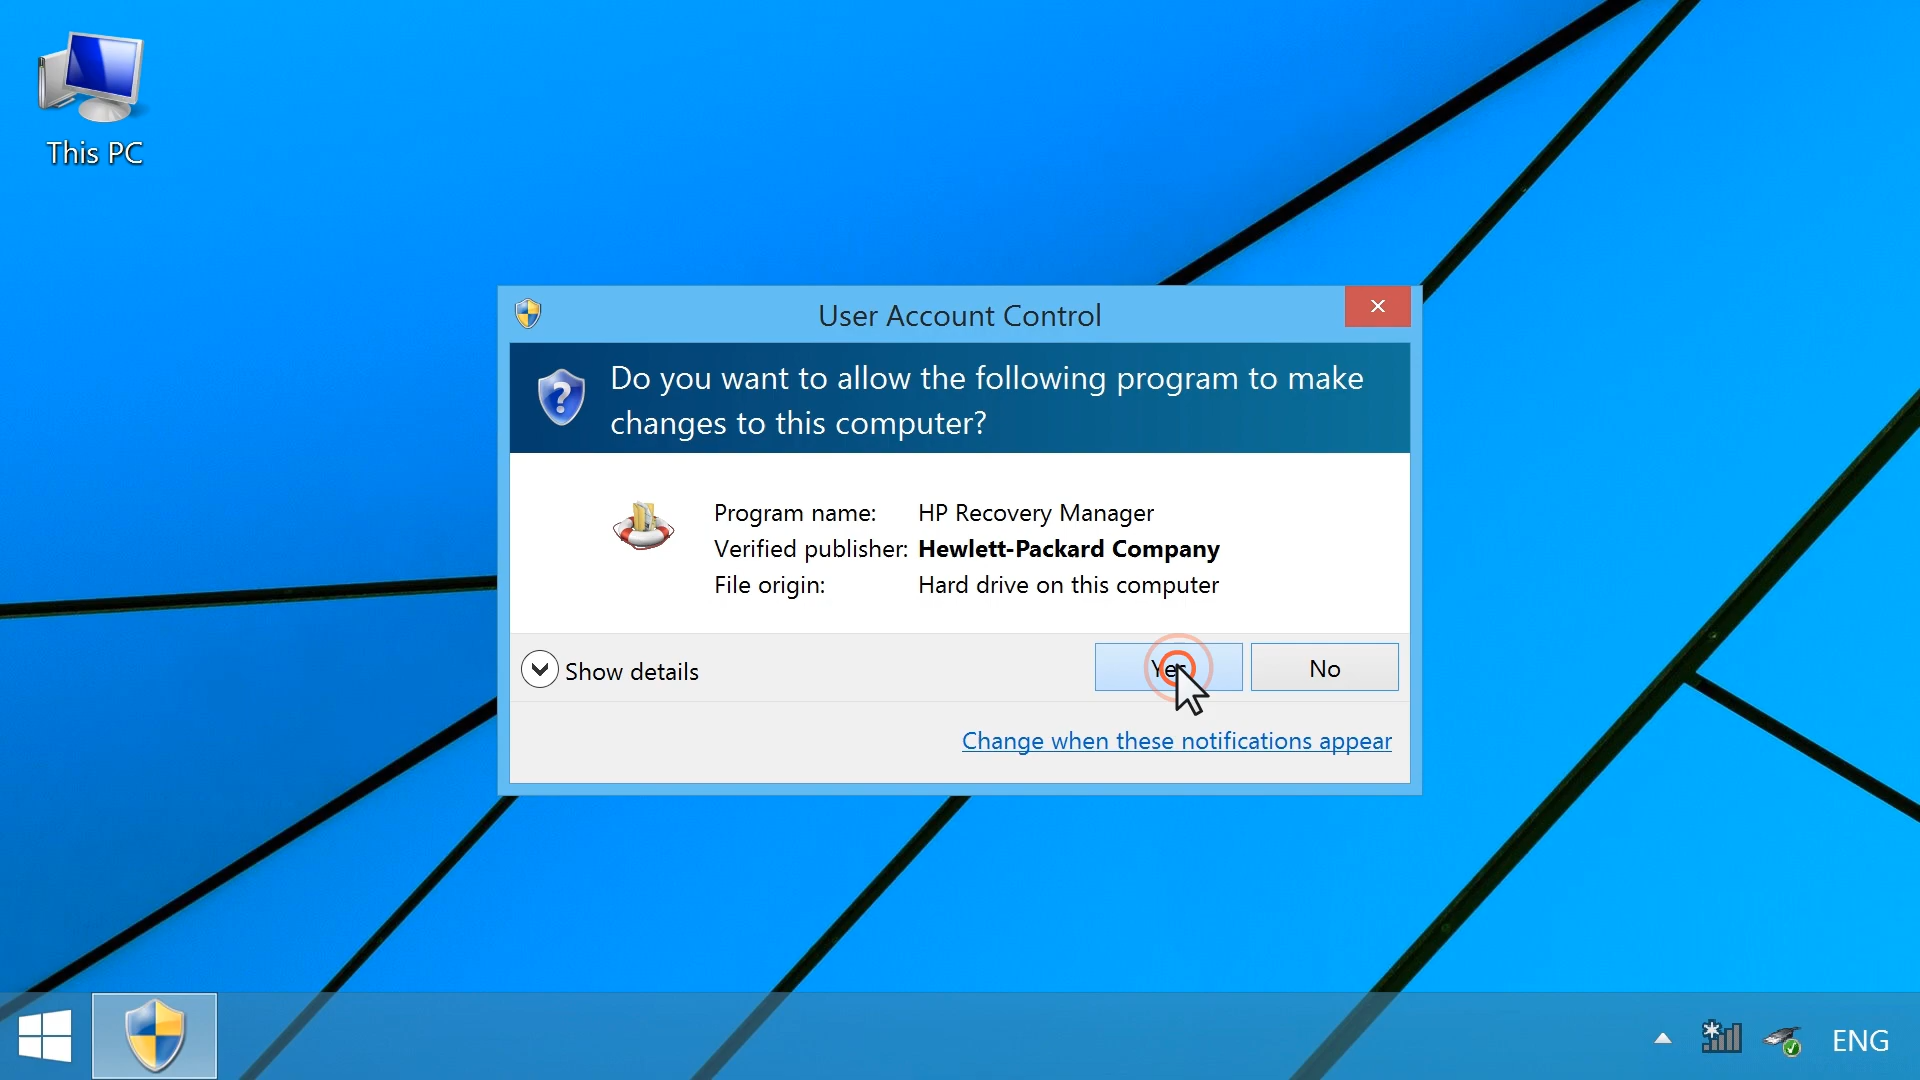 This PC
User Account Control
Do you want to allow the following program to make
changes to this computer?
Program name: HP Recovery Manager
Verified publisher: Hewlett-Packard Company
File origin: Hard drive on this computer
Show details
Yes
No
Change when these notifications appear
ENG